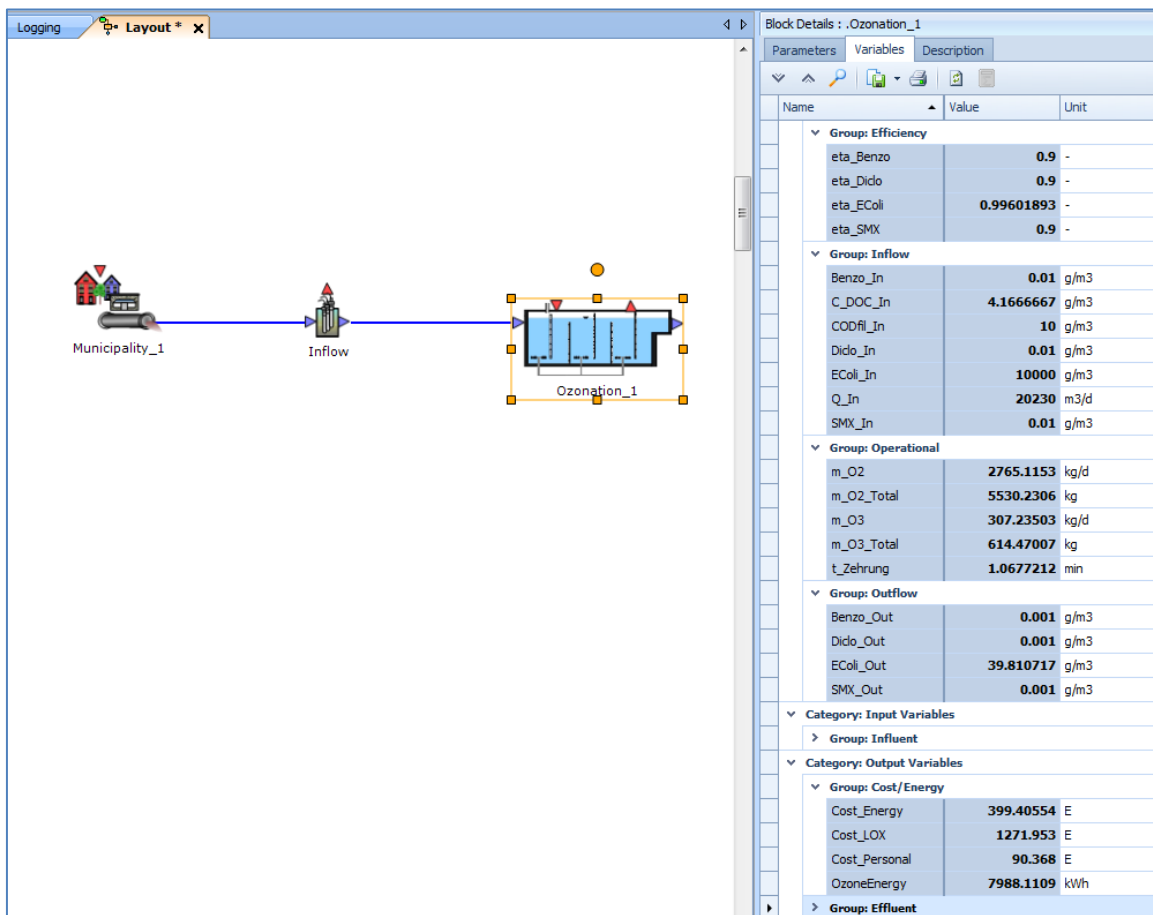 Logging
Layout *
Municipality_1
Inflow
Ozonation_1
Block Details : .Ozonation_1
Parameters Variables Description
Name Value Unit
Group: Efficiency
eta_Benzo 0.9 -
eta_Diclo 0.9 -
eta_EColi 0.99601893 -
eta_SMX 0.9 -
Group: Inflow
Benzo_In 0.01 g/m3
C_DOC_In 4.1666667 g/m3
CODfil_In 10 g/m3
Diclo_In 0.01 g/m3
EColi_In 10000 g/m3
Q_In 20230 m3/d
SMX_In 0.01 g/m3
Group: Operational
m_O2 2765.1153 kg/d
m_O2_Total 5530.2306 kg
m_O3 307.23503 kg/d
m_O3_Total 614.47007 kg
t_Zehrung 1.0677212 min
Group: Outflow
Benzo_Out 0.001 g/m3
Diclo_Out 0.001 g/m3
EColi_Out 39.810717 g/m3
SMX_Out 0.001 g/m3
Category: Input Variables
Group: Influent
Category: Output Variables
Group: Cost/Energy
Cost_Energy 399.40554 E
Cost_LOX 1271.953 E
Cost_Personal 90.368 E
OzoneEnergy 7988.1109 kWh
Group: Effluent